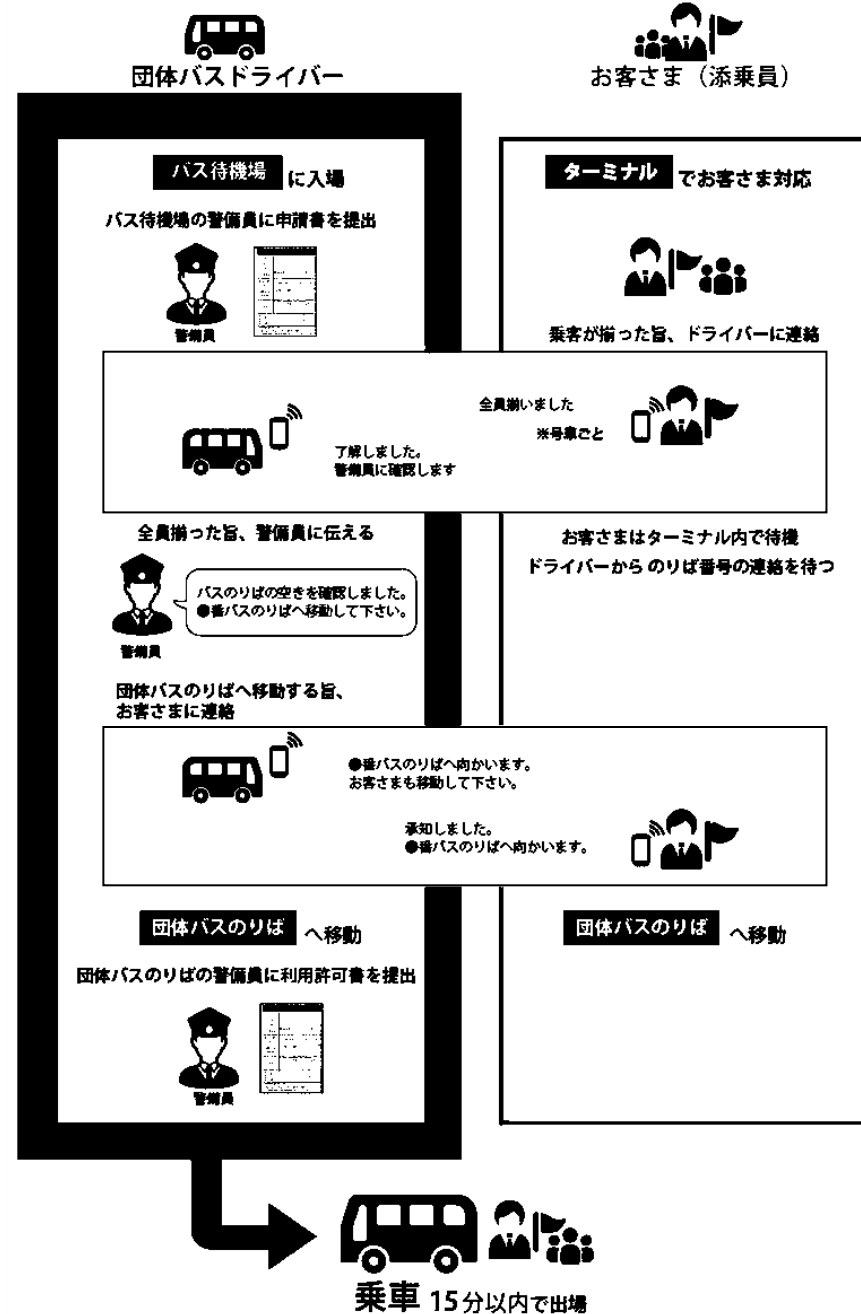 団体バスドライバー
お客さま（添乗員）
バス待機場 に入場
バス待機場の警備員に申請書を提出
警備員
ターミナル でお客さま対応
乗客が揃った旨、ドライバーに連絡
全員揃いました
※号車ごと
了解しました。
警備員に確認します
全員揃った旨、警備員に伝える
バスのりばの空きを確認しました。
●番バスのりばへ移動して下さい。
警備員
お客さまはターミナル内で待機
ドライバーから のりば番号の連絡を待つ
団体バスのりばへ移動する旨、
お客さまに連絡
●番バスのりばへ向かいます。
お客さまも移動して下さい。
承知しました。
●番バスのりばへ向かいます。
団体バスのりば へ移動
団体バスのりばの警備員に利用許可書を提出
警備員
団体バスのりば へ移動
乗車 15分以内で出場